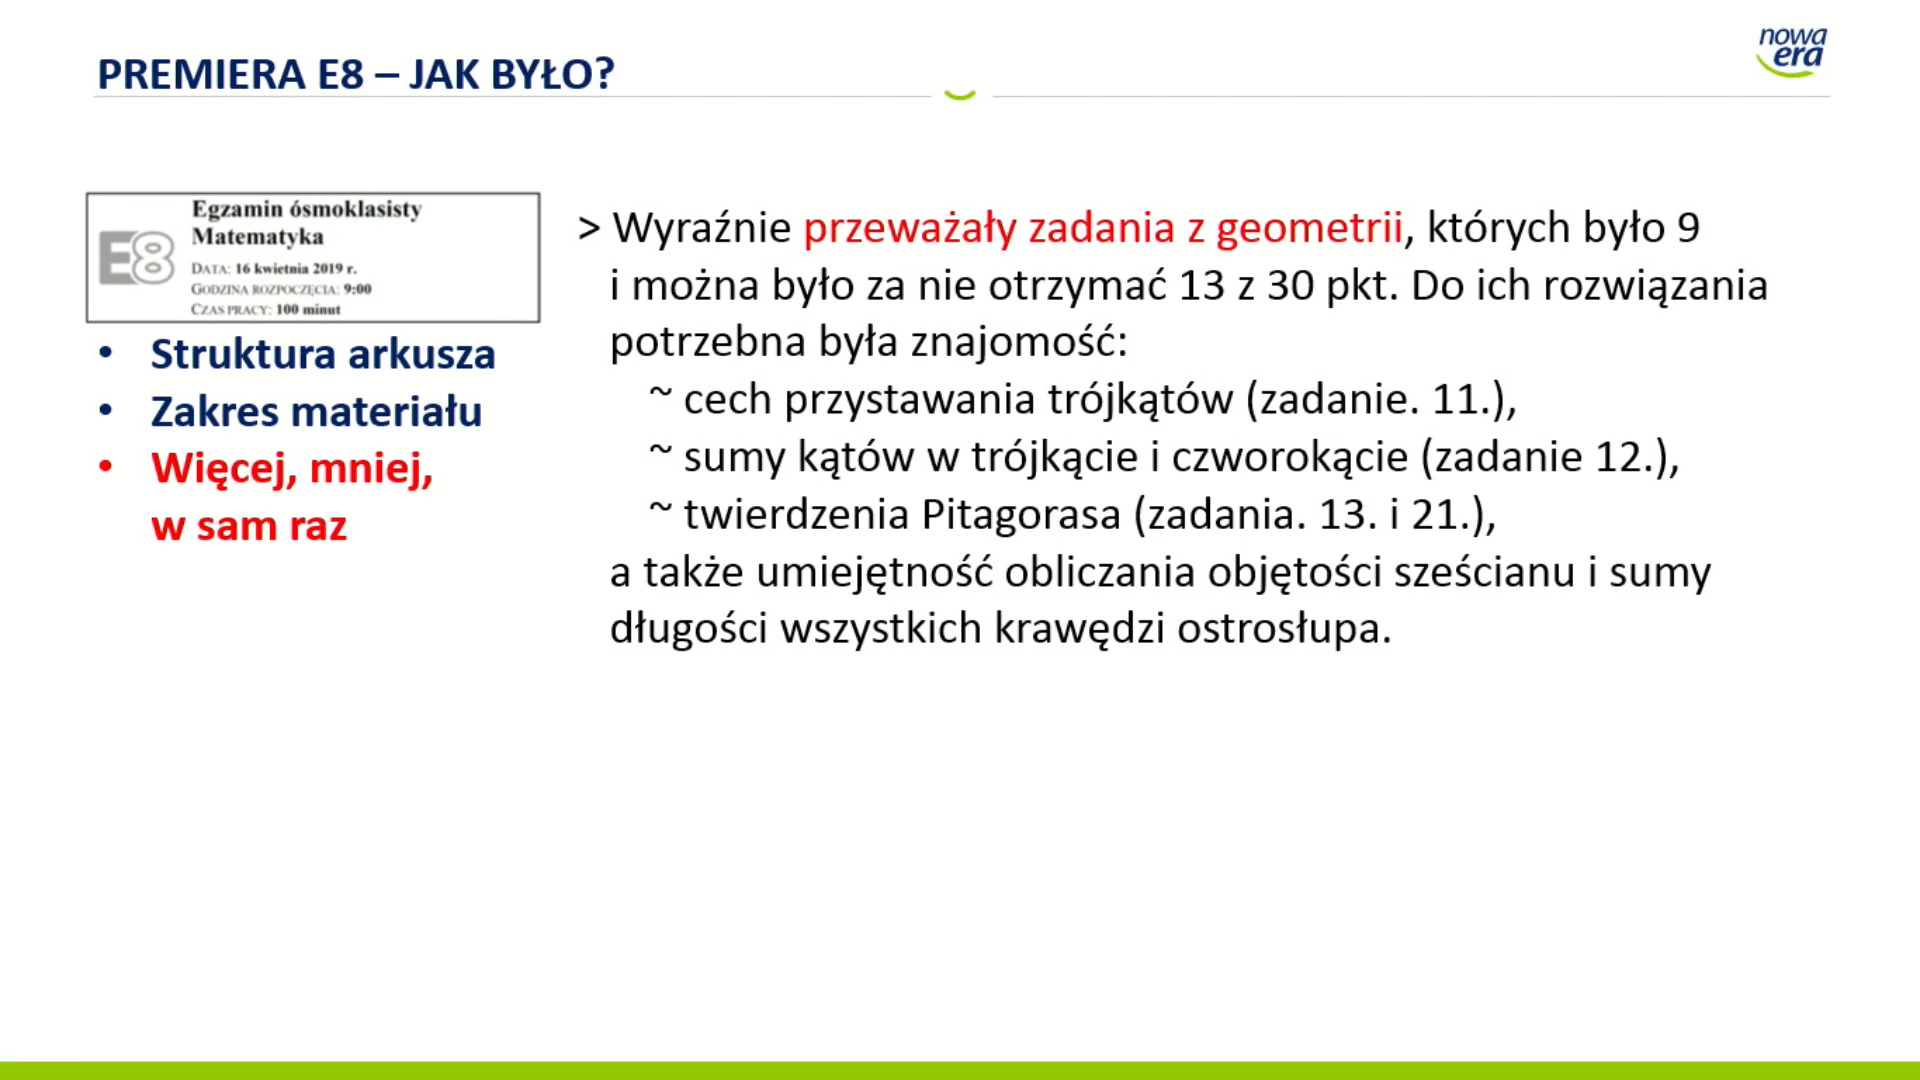 PREMIERA E8 – JAK BYŁO?
nowa
era
Egzamin ósmoklasisty
Matematyka
E8
DATA: 16 kwietnia 2019 r.
GODZINA ROZPOCZĘCIA: 9:00
CZAS PRACY: 100 minut
• Struktura arkusza
• Zakres materiału
• Więcej, mniej,
w sam raz
> Wyraźnie przeważały zadania z geometrii, których było 9
i można było za nie otrzymać 13 z 30 pkt. Do ich rozwiązania
potrzebna była znajomość:
~ cech przystawania trójkątów (zadanie. 11.),
~ sumy kątów w trójkącie i czworokącie (zadanie 12.),
~ twierdzenia Pitagorasa (zadania. 13. i 21.),
a także umiejętność obliczania objętości sześcianu i sumy
długości wszystkich krawędzi ostrosłupa.